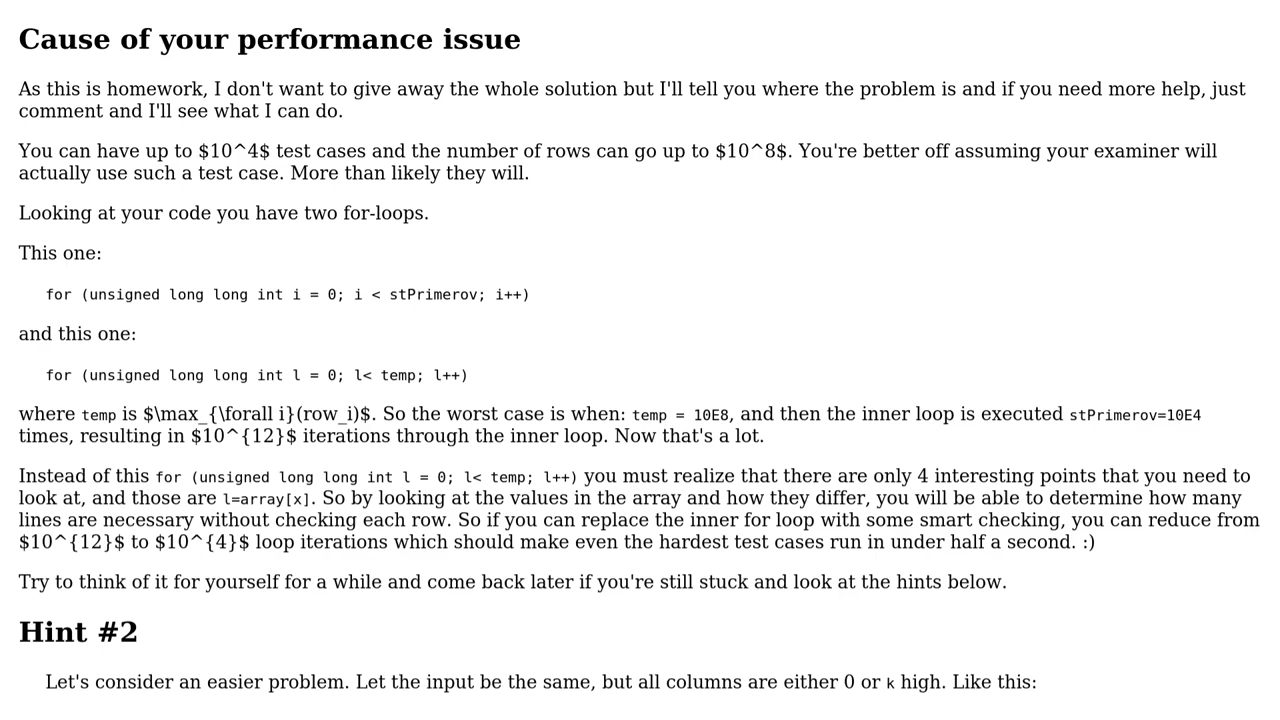 Cause of your performance issue
As this is homework, I don't want to give away the whole solution but I'll tell you where the problem is and if you need more help, just
comment and I'll see what I can do.
You can have up to $10^4$ test cases and the number of rows can go up to $10^8$. You're better off assuming your examiner will
actually use such a test case. More than likely they will.
Looking at your code you have two for-loops.
This one:
for (unsigned long long int i = 0; i < stPrimerov; i++)
and this one:
for (unsigned long long int l = 0; l< temp; l++)
where temp is $\max_{\forall i}(row_i)$. So the worst case is when: temp = 10E8, and then the inner loop is executed stPrimerov=10E4
times, resulting in $10^{12}$ iterations through the inner loop. Now that's a lot.
Instead of this for (unsigned long long int l = 0; l< temp; l++) you must realize that there are only 4 interesting points that you need to
look at, and those are l=array[x]. So by looking at the values in the array and how they differ, you will be able to determine how many
lines are necessary without checking each row. So if you can replace the inner for loop with some smart checking, you can reduce from
$10^{12}$ to $10^{4}$ loop iterations which should make even the hardest test cases run in under half a second. :)
Try to think of it for yourself for a while and come back later if you're still stuck and look at the hints below.
Hint #2
Let's consider an easier problem. Let the input be the same, but all columns are either 0 or k high. Like this: